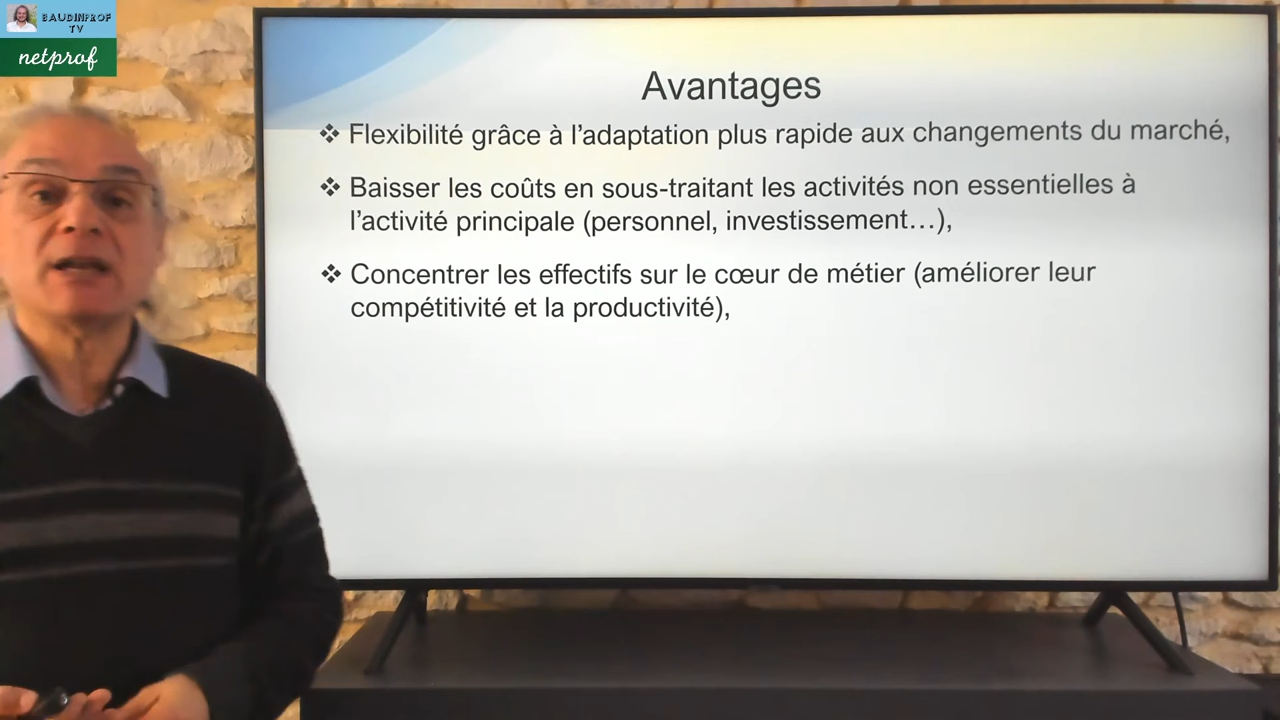 BAUDINPROF
TV
netprof
Avantages
❖ Flexibilité grâce à l’adaptation plus rapide aux changements du marché,
❖ Baisser les coûts en sous-traitant les activités non essentielles à
l’activité principale (personnel, investissement…),
❖ Concentrer les effectifs sur le cœur de métier (améliorer leur
compétitivité et la productivité),